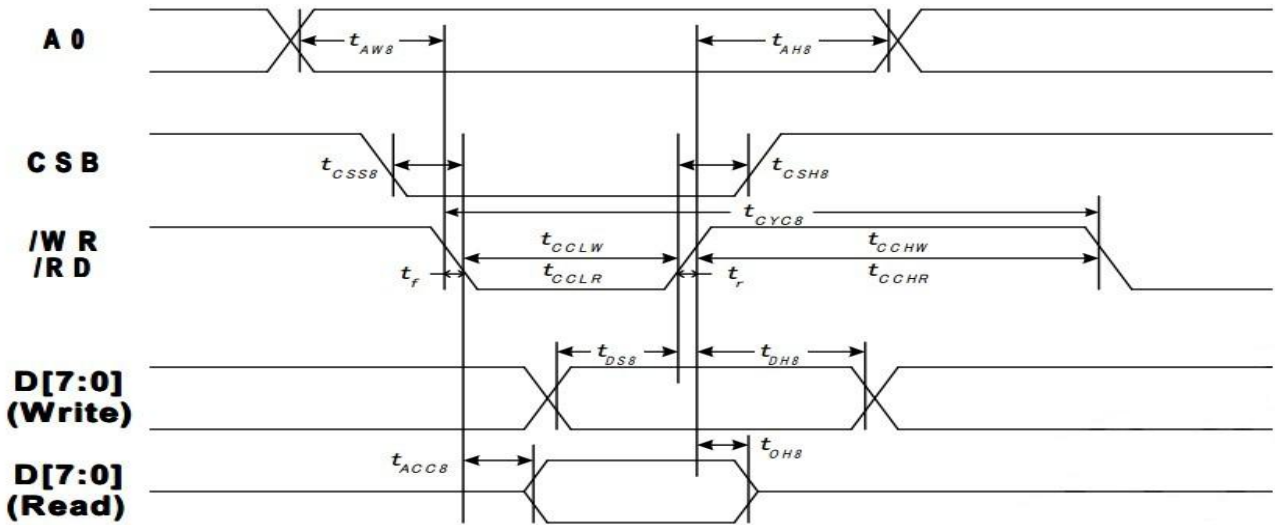 A0
tAW8
tAH8
CSB
tCSS8
tCSH8
tCYC8
/WR
/RD
tCCLW
tCCHW
tf
tCCLR
tr
tCCHR
tDS8
tDH8
D[7:0]
(Write)
tACC8
tOH8
D[7:0]
(Read)